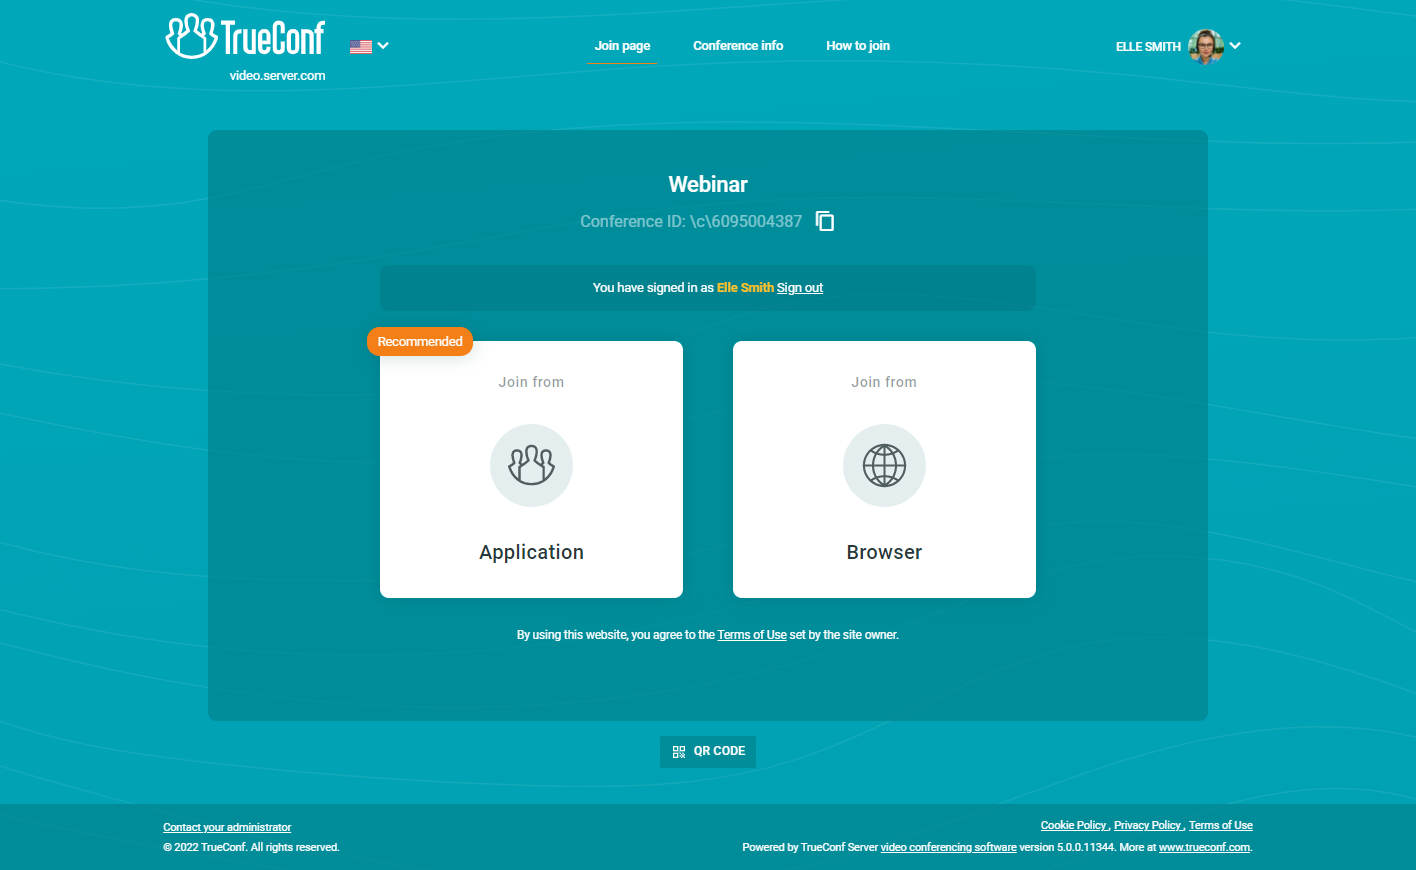 TrueConf
video.server.com
Join page
Conference info
How to join
ELLE SMITH
Webinar
Conference ID: \c\6095004387
You have signed in as Elle Smith Sign out
Recommended
Join from
Application
Join from
Browser
By using this website, you agree to the Terms of Use set by the site owner.
QR CODE
Contact your administrator
© 2022 TrueConf. All rights reserved.
Cookie Policy , Privacy Policy , Terms of Use
Powered by TrueConf Server video conferencing software version 5.0.0.11344. More at www.trueconf.com.